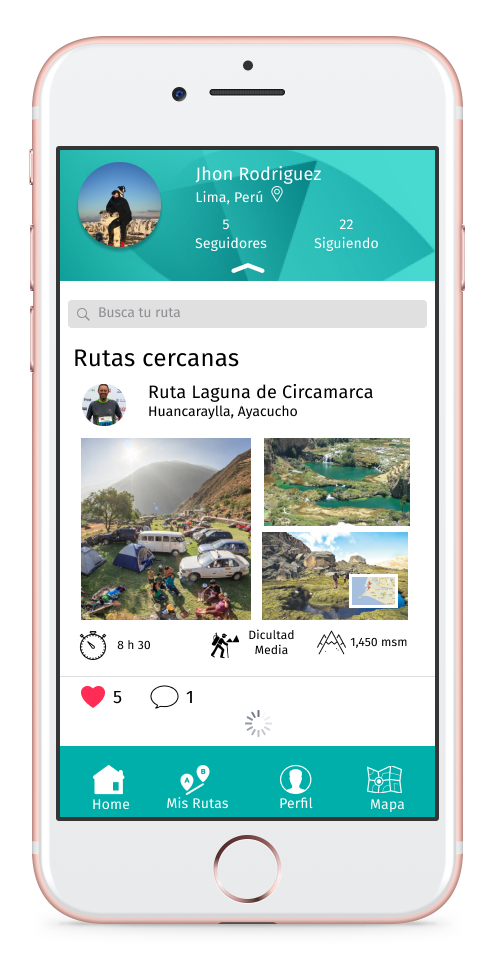 Jhon Rodriguez
Lima, Perú
5
22
Seguidores
Siguiendo
Busca tu ruta
Rutas cercanas
Ruta Laguna de Circamarca
Huancaraylla, Ayacucho
8 h 30
Dicultad
Media
1,450 msm
5
1
A
B
Home
Mis Rutas
Perfil
Mapa